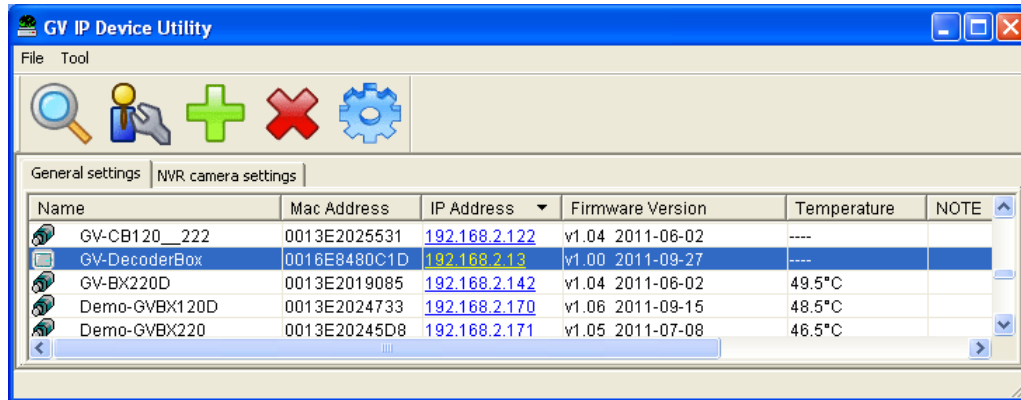 GV IP Device Utility
File Tool
General settings NVR camera settings
Name Mac Address IP Address Firmware Version Temperature NOTE
GV-CB120__222 0013E2025531 192.168.2.122 v1.04 2011-06-02 ----
GV-DecoderBox 0016E8480C1D 192.168.2.13 v1.00 2011-09-27 ----
GV-BX220D 0013E2019085 192.168.2.142 v1.04 2011-06-02 49.5°C
Demo-GVBX120D 0013E2024733 192.168.2.170 v1.06 2011-09-15 48.5°C
Demo-GVBX220 0013E20245D8 192.168.2.171 v1.05 2011-07-08 46.5°C